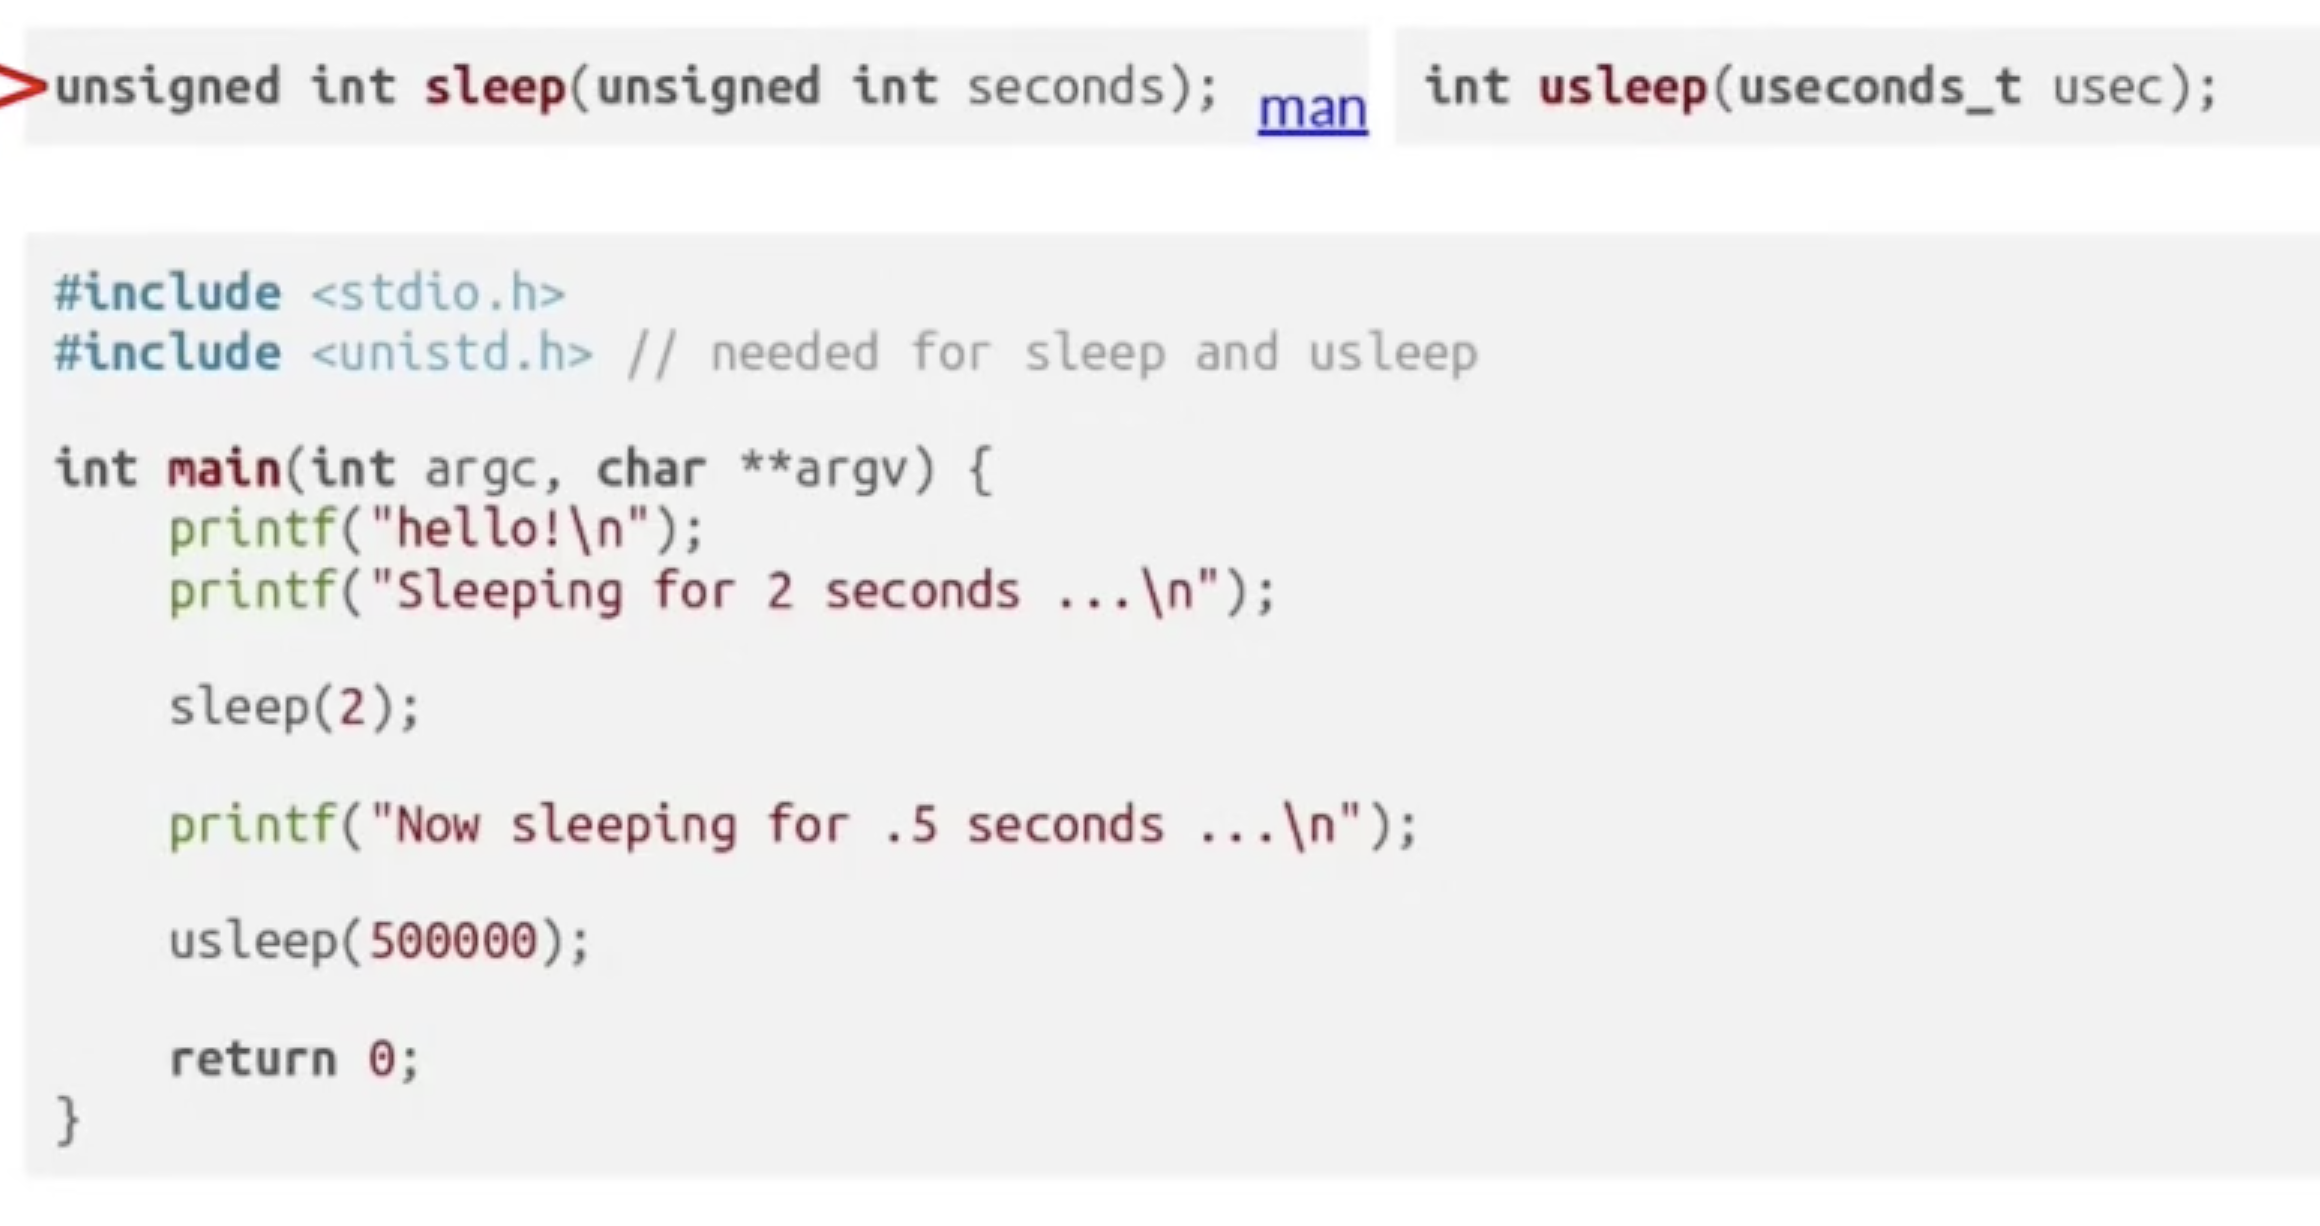 unsigned int sleep(unsigned int seconds); man int usleep(useconds_t usec);
#include <stdio.h>
#include <unistd.h> // needed for sleep and usleep
int main(int argc, char **argv) {
    printf("hello!\n");
    printf("Sleeping for 2 seconds ...\n");
    sleep(2);
    printf("Now sleeping for .5 seconds ...\n");
    usleep(500000);
    return 0;
}